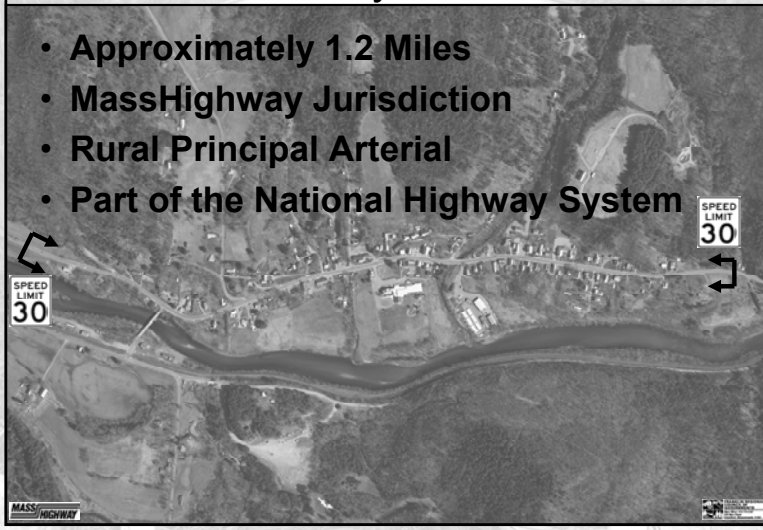 • Approximately 1.2 Miles
• MassHighway Jurisdiction
• Rural Principal Arterial
• Part of the National Highway System
SPEED
LIMIT
30
SPEED
LIMIT
30
MASS HIGHWAY